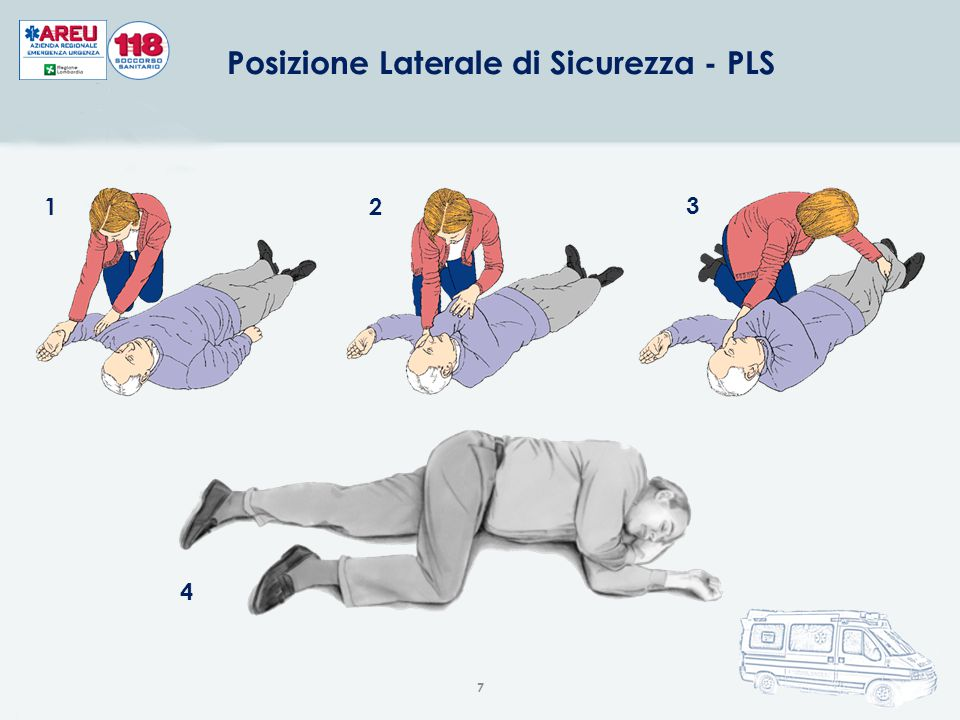 AREU
AZIENDA REGIONALE
EMERGENZA URGENZA
Regione
Lombardia
118
SOCCORSO
SANITARIO
Posizione Laterale di Sicurezza - PLS
1
2
3
4
7